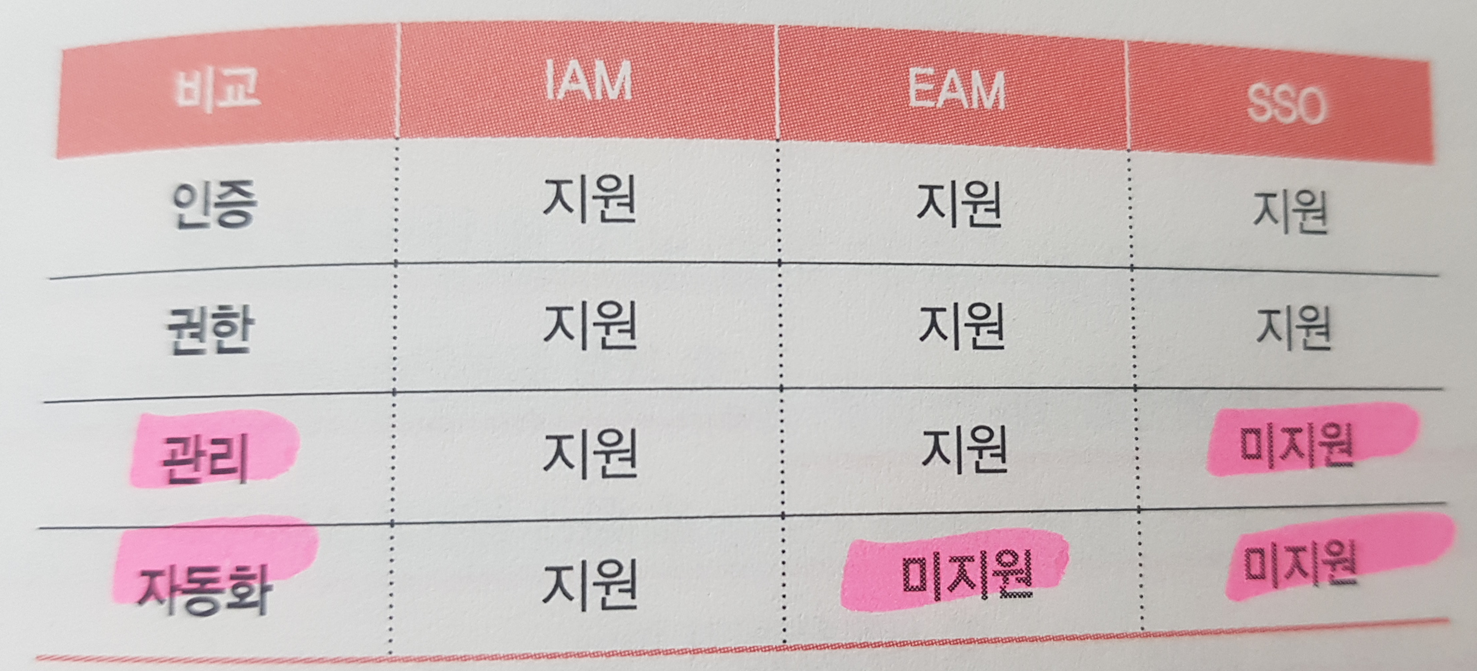 비교 IAM EAM SSO
인증 지원 지원 지원
권한 지원 지원 지원
관리 지원 지원 미지원
자동화 지원 미지원 미지원